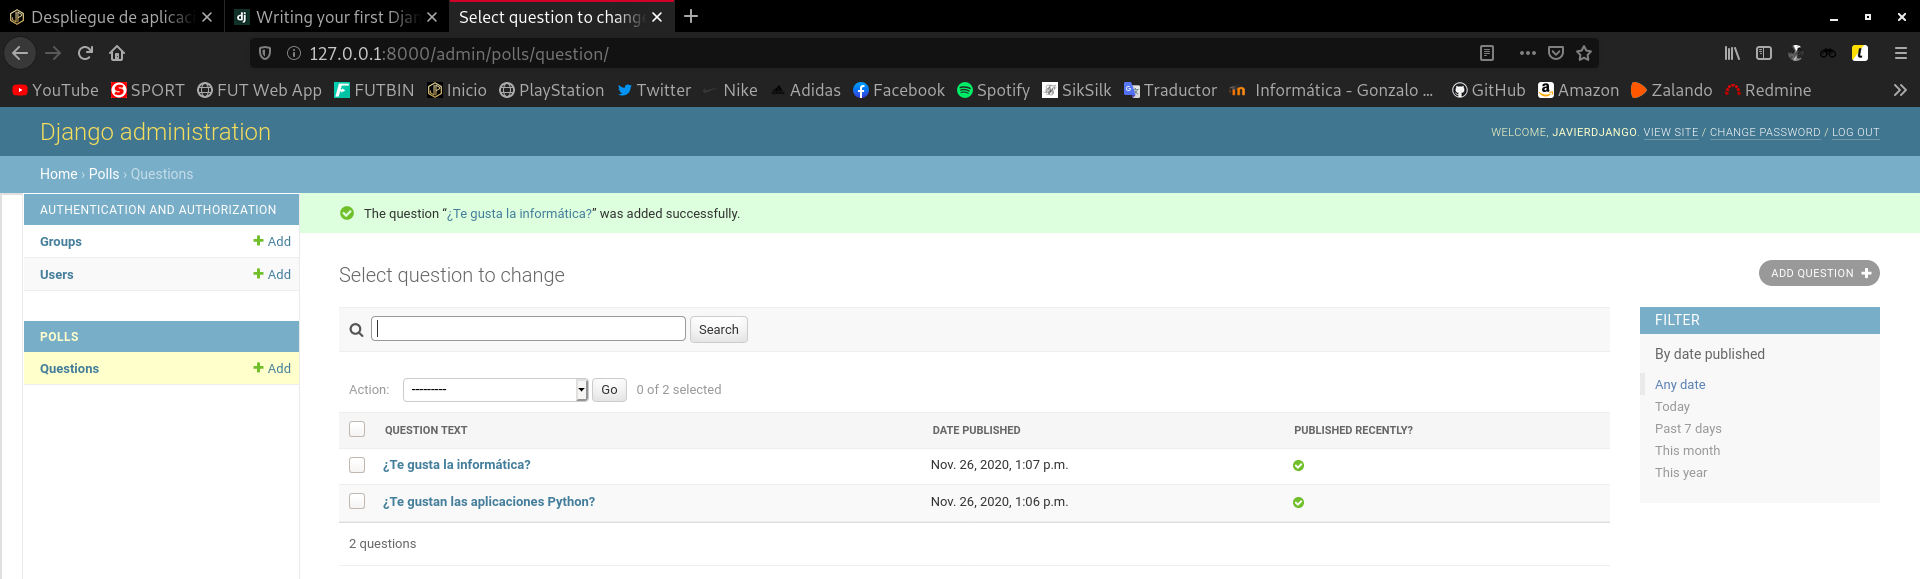 Despliegue de aplicac
Writing your first Djan
Select question to change
127.0.0.1:8000/admin/polls/question/
YouTube SPORT FUT Web App FUTBIN Inicio PlayStation Twitter Nike Adidas Facebook Spotify SikSilk Traductor Informática - Gonzalo ... GitHub Amazon Zalando Redmine
Django administration
WELCOME, JAVIERDJANGO. VIEW SITE / CHANGE PASSWORD / LOG OUT
Home › Polls › Questions
AUTHENTICATION AND AUTHORIZATION
Groups + Add
Users + Add
POLLS
Questions + Add
The question “¿Te gusta la informática?” was added successfully.
Select question to change
ADD QUESTION +
Search
Action: --------- Go 0 of 2 selected
QUESTION TEXT DATE PUBLISHED PUBLISHED RECENTLY?
¿Te gusta la informática? Nov. 26, 2020, 1:07 p.m.
¿Te gustan las aplicaciones Python? Nov. 26, 2020, 1:06 p.m.
2 questions
FILTER
By date published
Any date
Today
Past 7 days
This month
This year